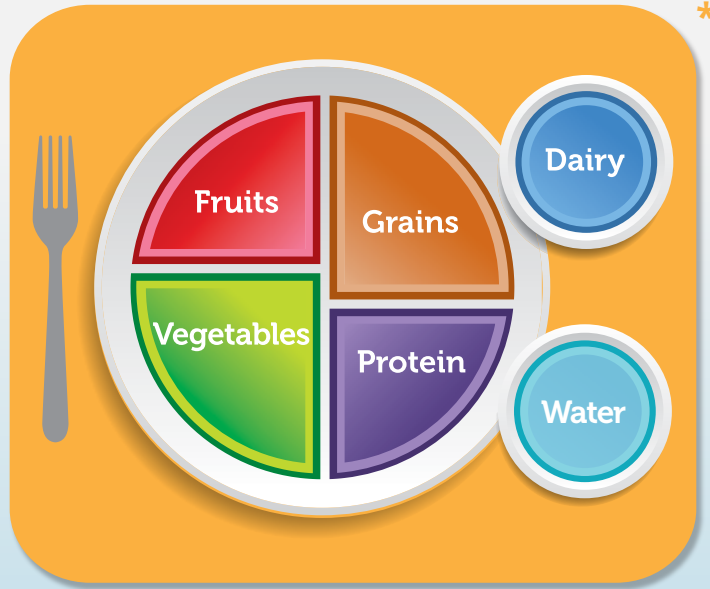 Fruits
Grains
Dairy
Vegetables
Protein
Water
*